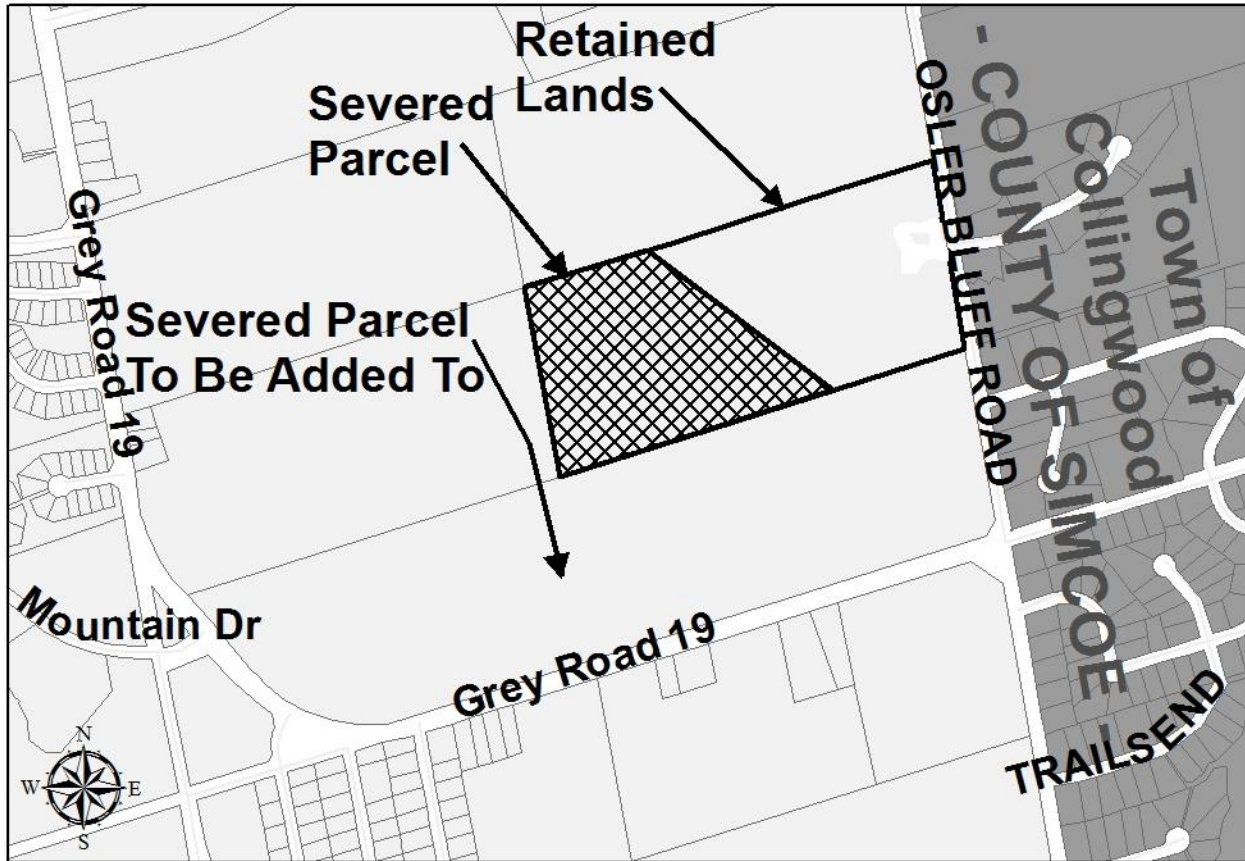 Retained
Lands
Severed
Parcel
Severed Parcel
To Be Added To
Grey Road 19
Mountain Dr
Grey Road 19
OSLER BLUFF ROAD
- COUNTY OF SIMCOE -
Town of
Collingwood
TRAILSEND
N
W
E
S